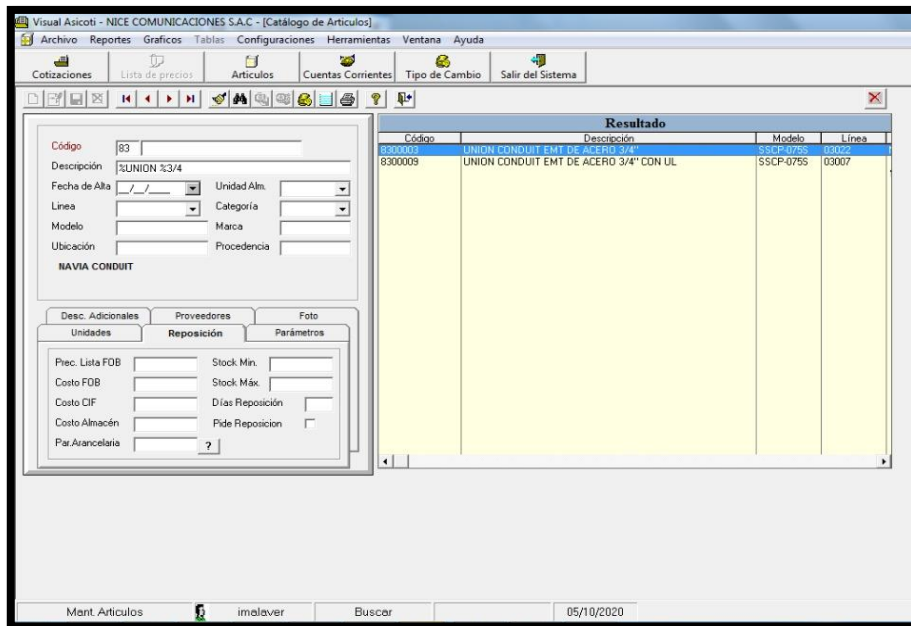 Visual Asicoti - NICE COMUNICACIONES S.A.C - [Catálogo de Articulos]
Archivo Reportes Graficos Tablas Configuraciones Herramientas Ventana Ayuda
Cotizaciones Lista de precios Articulos Cuentas Corrientes Tipo de Cambio Salir del Sistema
Código 83
Descripción %UNION %3/4
Fecha de Alta _/_/___ Unidad Alm.
Linea Categoría
Modelo Marca
Ubicación Procedencia
NAVIA CONDUIT
Desc. Adicionales Proveedores Foto
Unidades Reposición Parámetros
Prec. Lista FOB Stock Min.
Costo FOB Stock Máx.
Costo CIF Días Reposición
Costo Almacén Pide Reposicion
Par.Arancelaria ?
Resultado
Código Descripción Modelo Línea
8300003 UNION CONDUIT EMT DE ACERO 3/4" SSCP-075S 03022
8300009 UNION CONDUIT EMT DE ACERO 3/4" CON UL SSCP-075S 03007
Mant. Articulos imalaver Buscar 05/10/2020